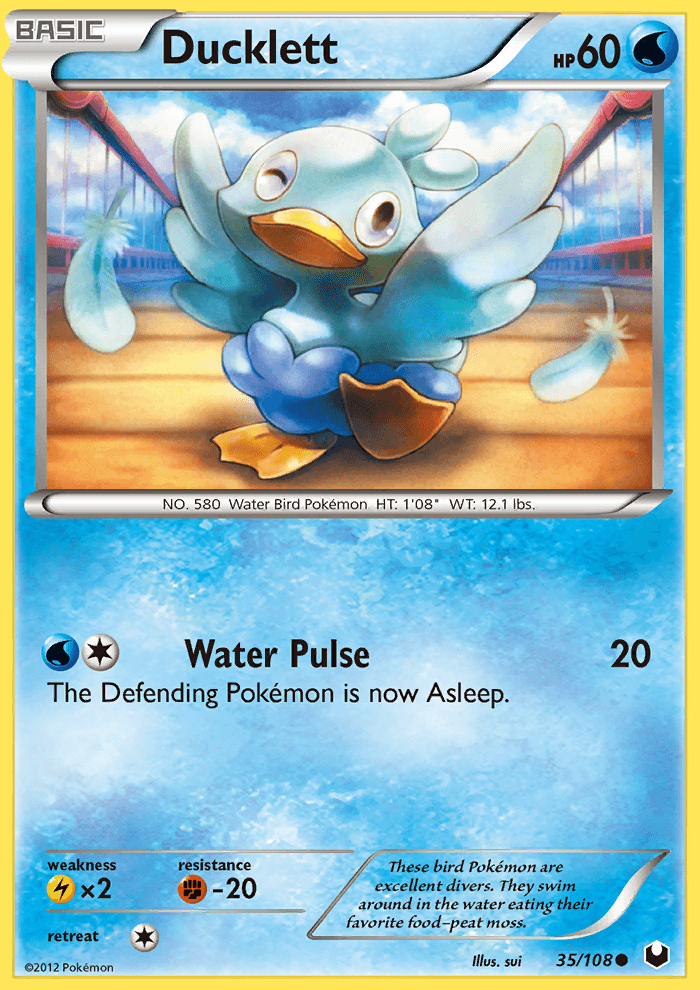 BASIC
Ducklett
HP60
NO. 580 Water Bird Pokémon HT: 1'08" WT: 12.1 lbs.
Water Pulse 20
The Defending Pokémon is now Asleep.
weakness
×2
resistance
-20
retreat
These bird Pokémon are
excellent divers. They swim
around in the water eating their
favorite food–peat moss.
©2012 Pokémon
Illus. sui
35/108